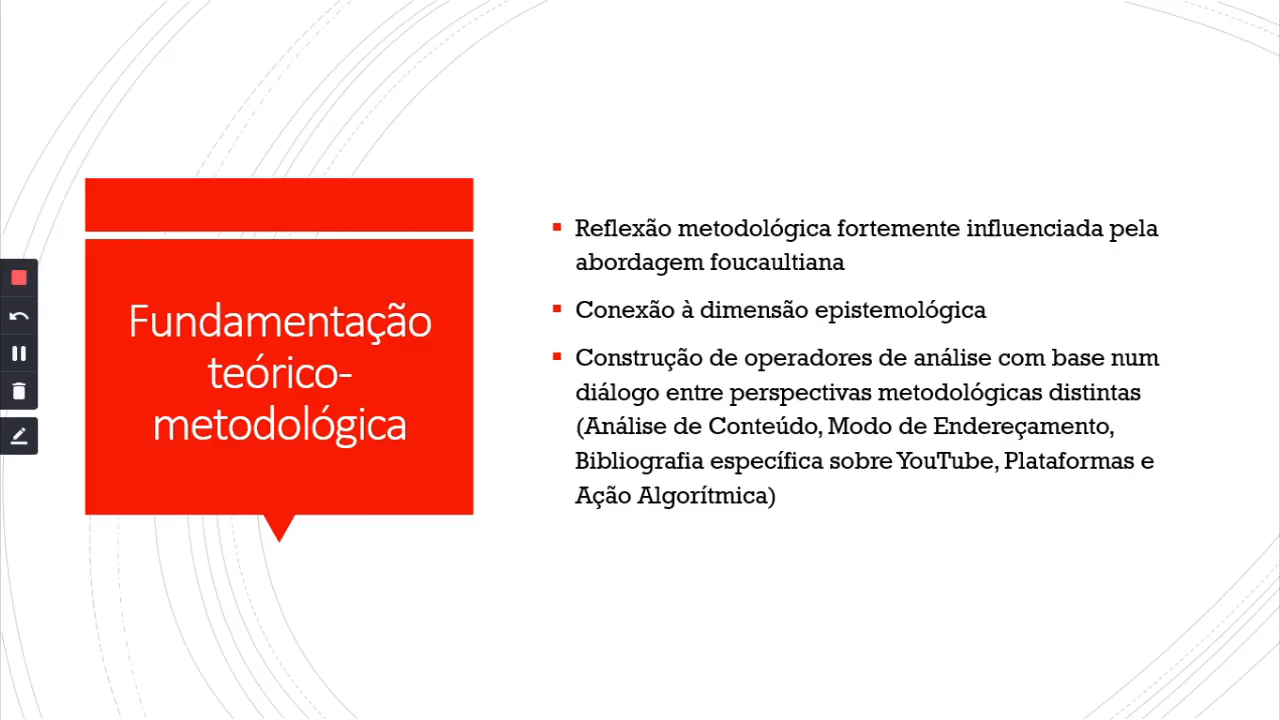 Fundamentação
teórico-
metodológica
Reflexão metodológica fortemente influenciada pela
abordagem foucaultiana
Conexão à dimensão epistemológica
Construção de operadores de análise com base num
diálogo entre perspectivas metodológicas distintas
(Análise de Conteúdo, Modo de Endereçamento,
Bibliografia específica sobre YouTube, Plataformas e
Ação Algorítmica)